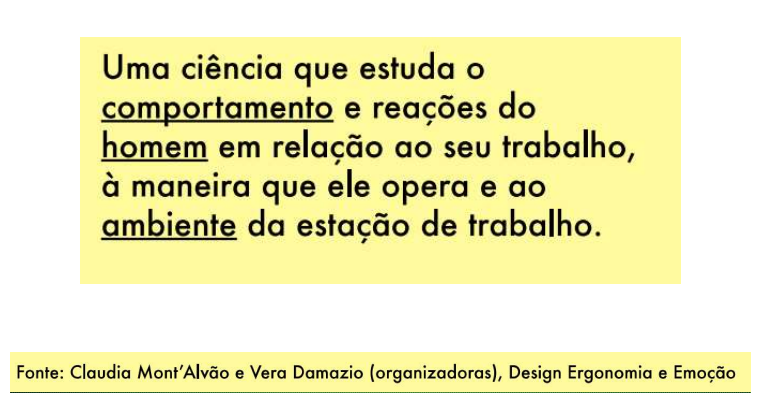 Uma ciência que estuda o
comportamento e reações do
homem em relação ao seu trabalho,
à maneira que ele opera e ao
ambiente da estação de trabalho.
Fonte: Claudia Mont'Alvão e Vera Damazio (organizadoras), Design Ergonomia e Emoção